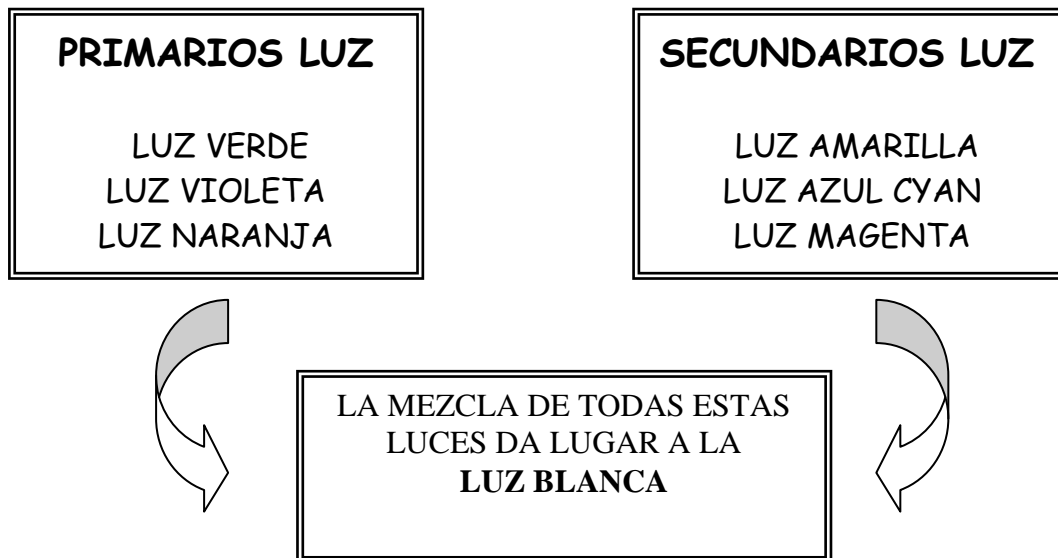 PRIMARIOS LUZ
LUZ VERDE
LUZ VIOLETA
LUZ NARANJA
SECUNDARIOS LUZ
LUZ AMARILLA
LUZ AZUL CYAN
LUZ MAGENTA
LA MEZCLA DE TODAS ESTAS
LUCES DA LUGAR A LA
LUZ BLANCA